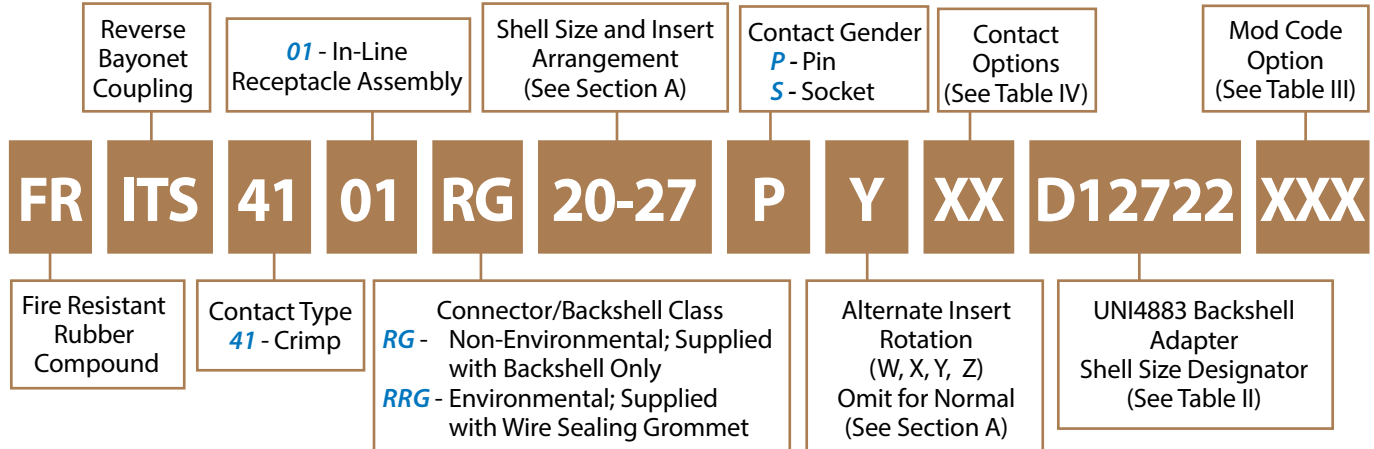 Reverse
Bayonet
Coupling
01 - In-Line
Receptacle Assembly
Shell Size and Insert
Arrangement
(See Section A)
Contact Gender
P - Pin
S - Socket
Contact
Options
(See Table IV)
Mod Code
Option
(See Table III)
FR ITS 41 01 RG 20-27 P Y XX D12722 XXX
Fire Resistant
Rubber
Compound
Contact Type
41 - Crimp
Connector/Backshell Class
RG - Non-Environmental; Supplied
with Backshell Only
RRG - Environmental; Supplied
with Wire Sealing Grommet
Alternate Insert
Rotation
(W, X, Y, Z)
Omit for Normal
(See Section A)
UNI4883 Backshell
Adapter
Shell Size Designator
(See Table II)